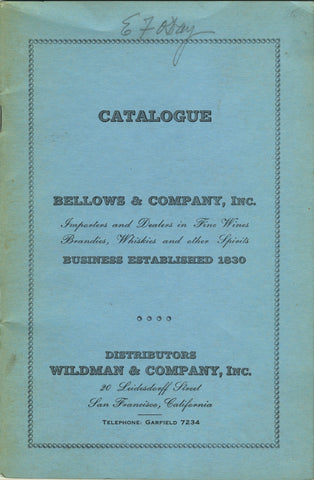 CATALOGUE
BELLOWS & COMPANY, INC.
Importers and Dealers in Fine Wines
Brandies, Whiskies and other Spirits
BUSINESS ESTABLISHED 1830
DISTRIBUTORS
WILDMAN & COMPANY, INC.
20 Leidesdorff Street
San Francisco, California
TELEPHONE: GARFIELD 7234